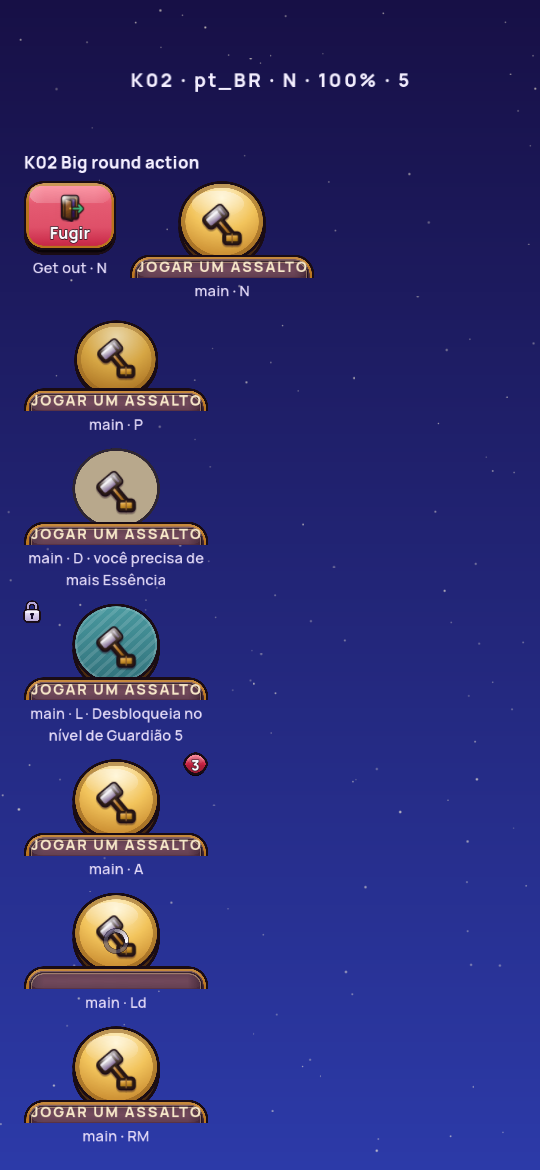 K02 · pt_BR · N · 100% · 5
K02 Big round action
Fugir
Get out · N
JOGAR UM ASSALTO
main · N
JOGAR UM ASSALTO
main · P
JOGAR UM ASSALTO
main · D · você precisa de
mais Essência
JOGAR UM ASSALTO
main · L · Desbloqueia no
nível de Guardião 5
3
JOGAR UM ASSALTO
main · A
main · Ld
JOGAR UM ASSALTO
main · RM